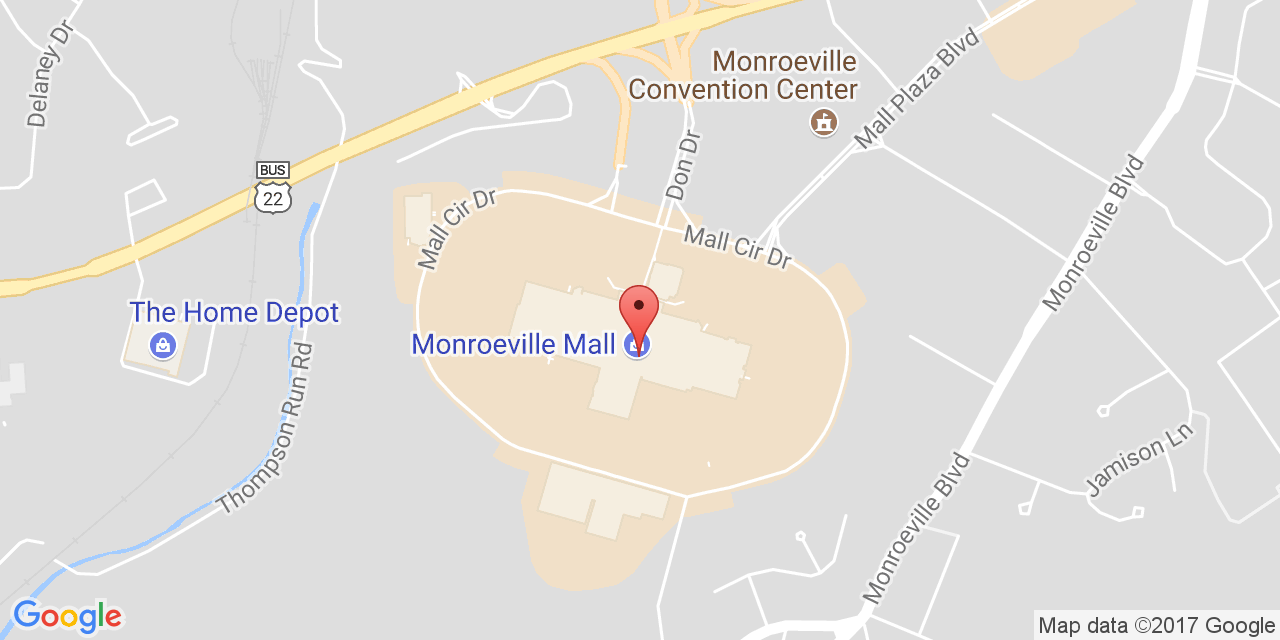 Delaney Dr
Monroeville
Convention Center
Mall Plaza Blvd
BUS
22
Don Dr
Mall Cir Dr
Mall Cir Dr
Monroeville Blvd
The Home Depot
Monroeville Mall
Thompson Run Rd
Jamison Ln
Monroeville Blvd
Google
Map data ©2017 Google